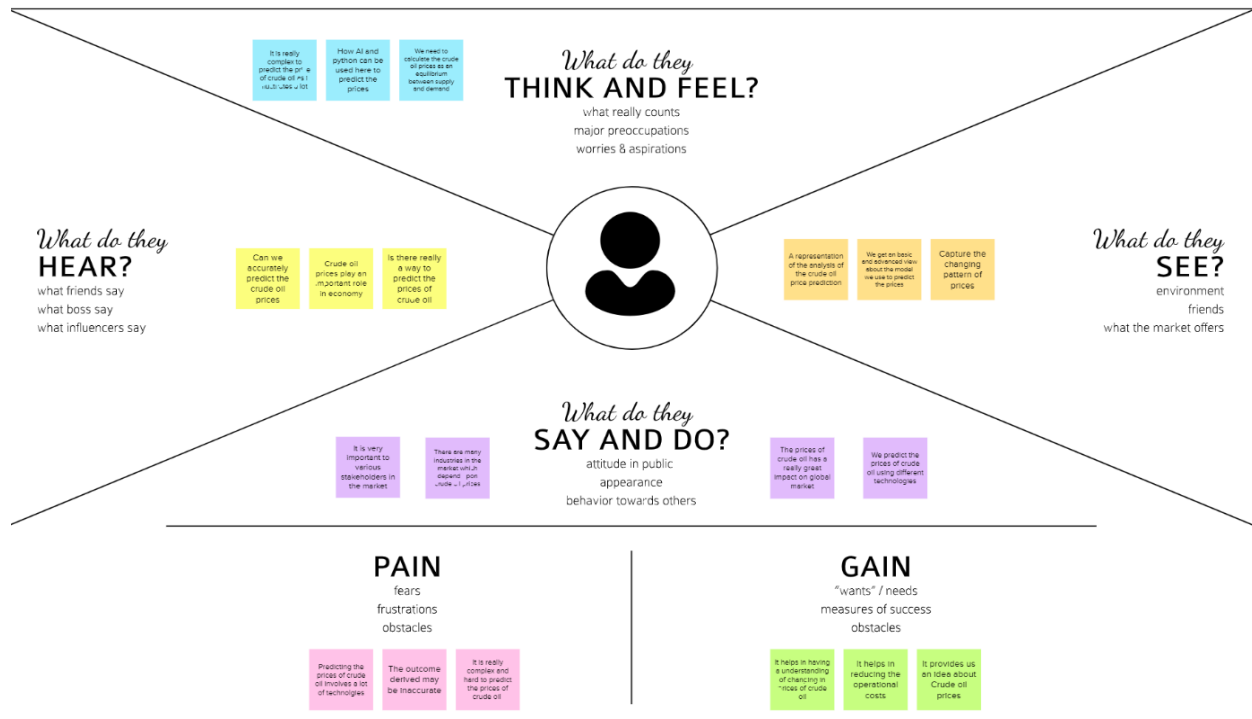 What do they
THINK AND FEEL?
what really counts
major preoccupations
worries & aspirations
It is really
complex to
predict the
of crude oil
lot
How AI and
python can be
used here to
predict the
prices
We need to
calculate the crude
oil prices as an
equilibrium
between supply
and demand
What do they
HEAR?
what friends say
what boss say
what influencers say
Can we
accurately
predict the
crude oil
prices
Crude oil
prices play an
important role
in economy
Is there really
a way to
predict the
prices of
crude oil
A representation
of the analysis of
the crude oil
price prediction
We get an basic
and advanced view
about the model
we use to predict
the prices
Capture the
changing
pattern of
prices
What do they
SEE?
environment
friends
what the market offers
What do they
SAY AND DO?
attitude in public
appearance
behavior towards others
It is very
important to
various
stakeholders in
the market
There are many
industries in the
market which
depend upon
crude oil prices
The prices of
crude oil has a
really great
impact on global
market
We predict the
prices of crude
oil using different
technologies
PAIN
fears
frustrations
obstacles
Predicting the
prices of crude
oil involves a lot
of technolgies
The outcome
derived may
be inaccurate
It is really
complex and
hard to predict
the prices of
crude oil
GAIN
"wants" / needs
measures of success
obstacles
It helps in having
a understanding
of chancing in
prices of crude
oil
It helps in
reducing the
operational
costs
It provides us
an idea about
Crude oil
prices